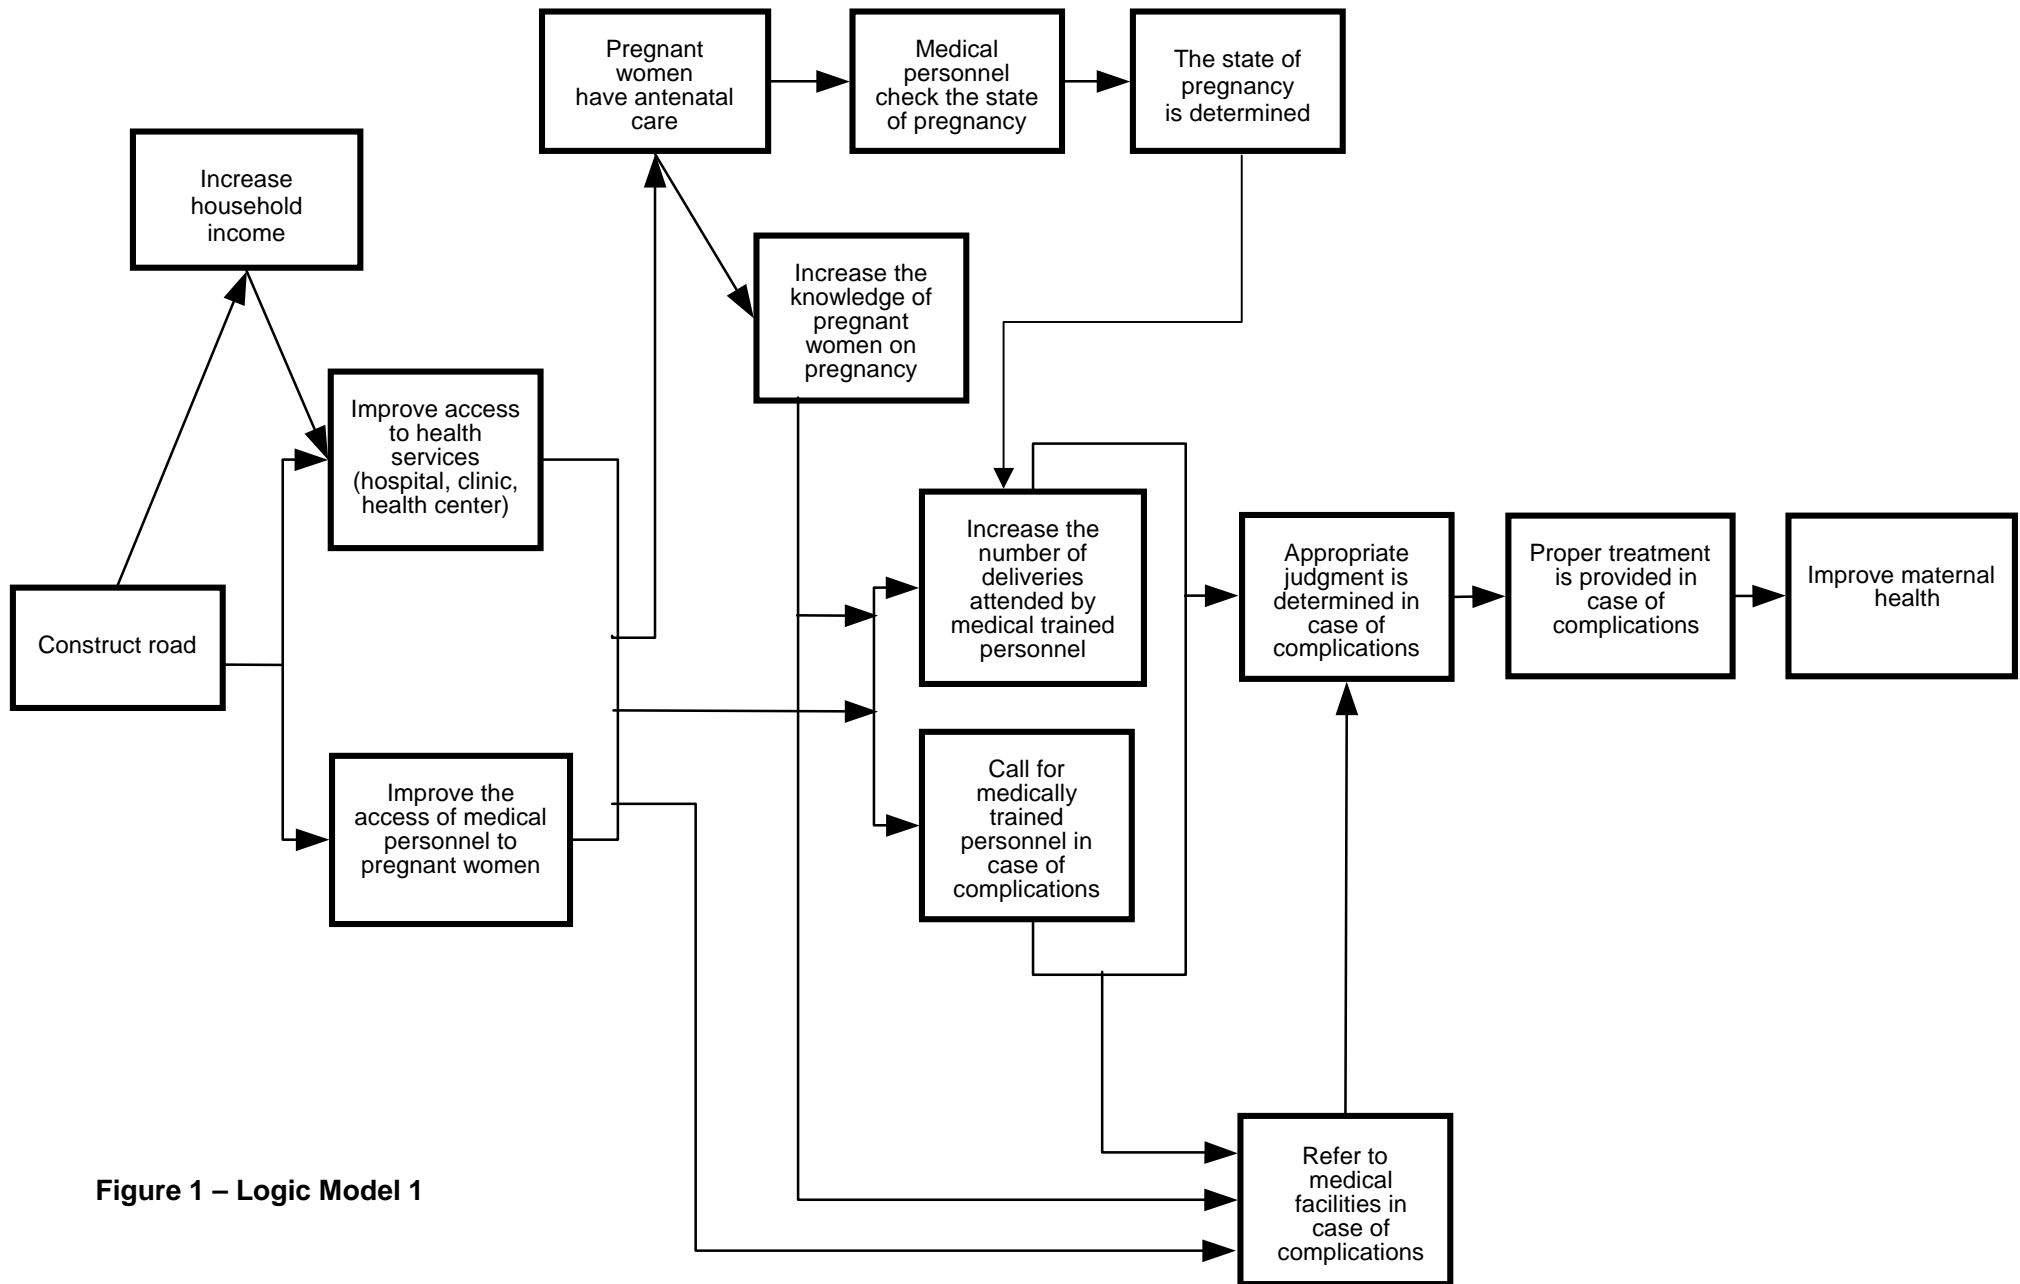 Pregnant
women
have antenatal
care
Medical
personnel
check the state
of pregnancy
The state of
pregnancy
is determined
Increase
household
income
Increase the
knowledge of
pregnant
women on
pregnancy
Improve access
to health
services
(hospital, clinic,
health center)
Construct road
Improve the
access of medical
personnel to
pregnant women
Increase the
number of
deliveries
attended by
medical trained
personnel
Call for
medically
trained
personnel in
case of
complications
Appropriate
judgment is
determined in
case of
complications
Proper treatment
is provided in
case of
complications
Improve maternal
health
Refer to
medical
facilities in
case of
complications
Figure 1 – Logic Model 1